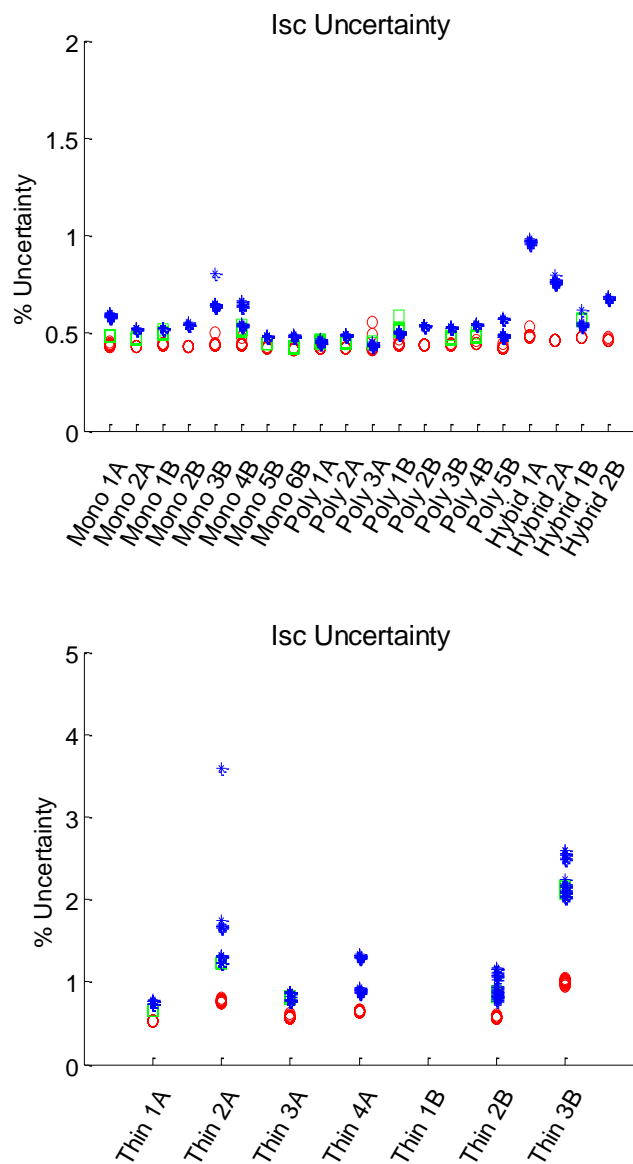 Isc Uncertainty
2
1.5
1
0.5
0
% Uncertainty
Mono 1A
Mono 2A
Mono 1B
Mono 2B
Mono 3B
Mono 4B
Mono 5B
Mono 6B
Poly 1A
Poly 2A
Poly 3A
Poly 1B
Poly 2B
Poly 3B
Poly 4B
Poly 5B
Hybrid 1A
Hybrid 2A
Hybrid 1B
Hybrid 2B
Isc Uncertainty
5
4
3
2
1
0
% Uncertainty
Thin 1A
Thin 2A
Thin 3A
Thin 4A
Thin 1B
Thin 2B
Thin 3B